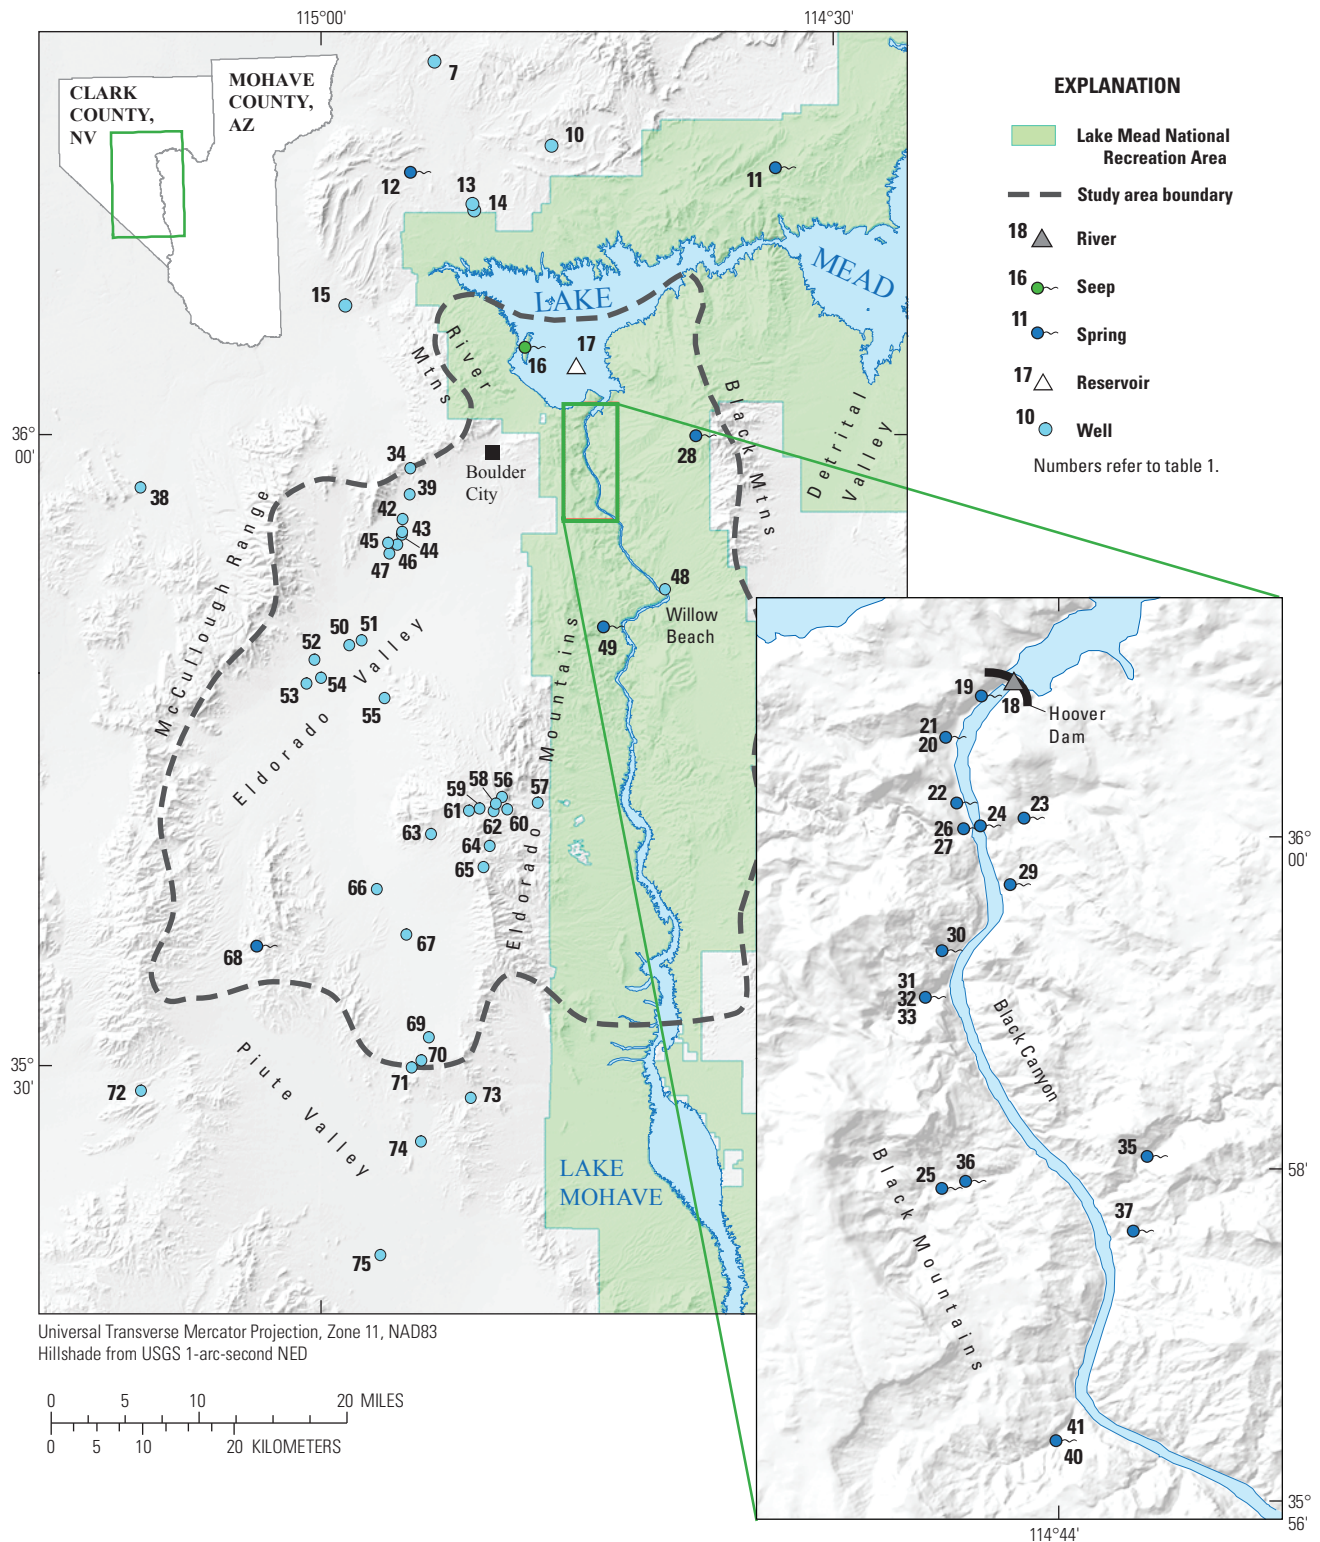 115°00'
114°30'
CLARK
COUNTY,
NV
MOHAVE
COUNTY,
AZ
7
10
11
12
13
14
15
LAKE
MEAD
River
Mtns
16
17
Black Mtns
Detrital
Valley
36°
00'
28
34
Boulder
City
38
39
42
43
44
45
46
47
48
Willow
Beach
49
McCullough Range
50
51
52
53
54
55
Eldorado Valley
Eldorado Mountains
56
57
58
59
60
61
62
63
64
65
66
67
68
69
70
71
35°
30'
72
73
74
75
Piute Valley
LAKE
MOHAVE
EXPLANATION
Lake Mead National
Recreation Area
Study area boundary
18 River
16 Seep
11 Spring
17 Reservoir
10 Well
Numbers refer to table 1.
19
18
Hoover
Dam
21
20
22
23
24
26
27
36°
00'
29
30
31
32
33
Black Canyon
35
58'
36
25
37
Black Mountains
41
40
35°
56'
114°44'
Universal Transverse Mercator Projection, Zone 11, NAD83
Hillshade from USGS 1-arc-second NED
0 5 10 20 MILES
0 5 10 20 KILOMETERS